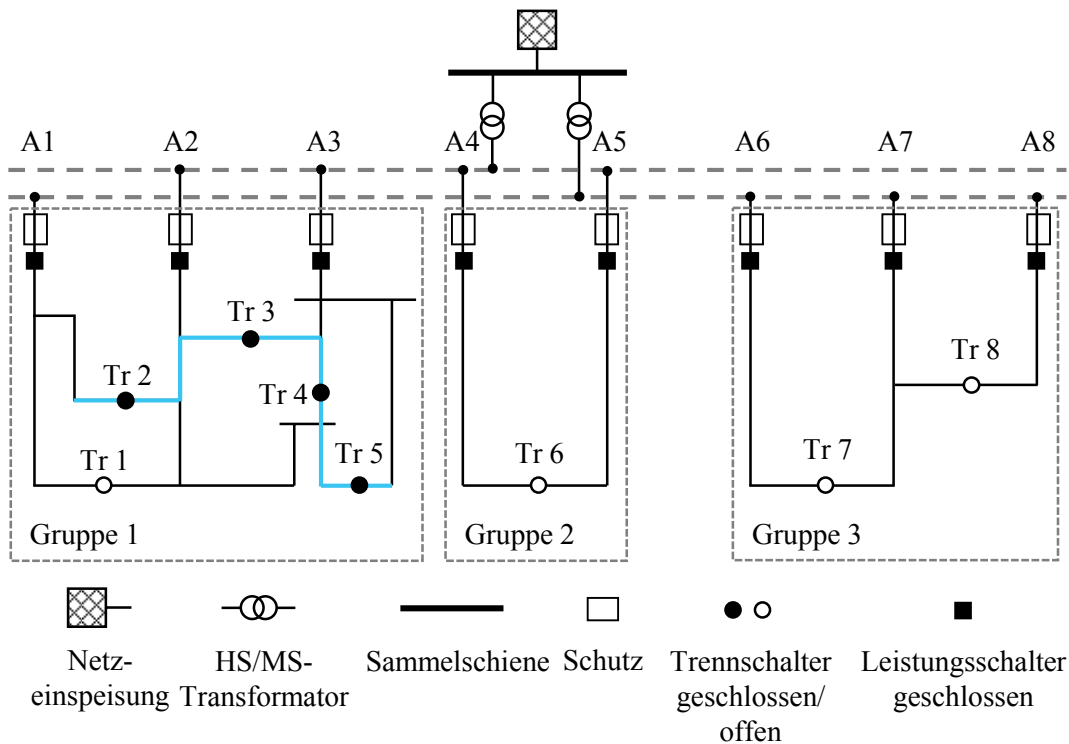 A1
A2
A3
A4
A5
A6
A7
A8
Tr 3
Tr 2
Tr 4
Tr 8
Tr 1
Tr 5
Tr 6
Tr 7
Gruppe 1
Gruppe 2
Gruppe 3
Netz-
einspeisung
HS/MS-
Transformator
Sammelschiene
Schutz
Trennschalter
geschlossen/
offen
Leistungsschalter
geschlossen